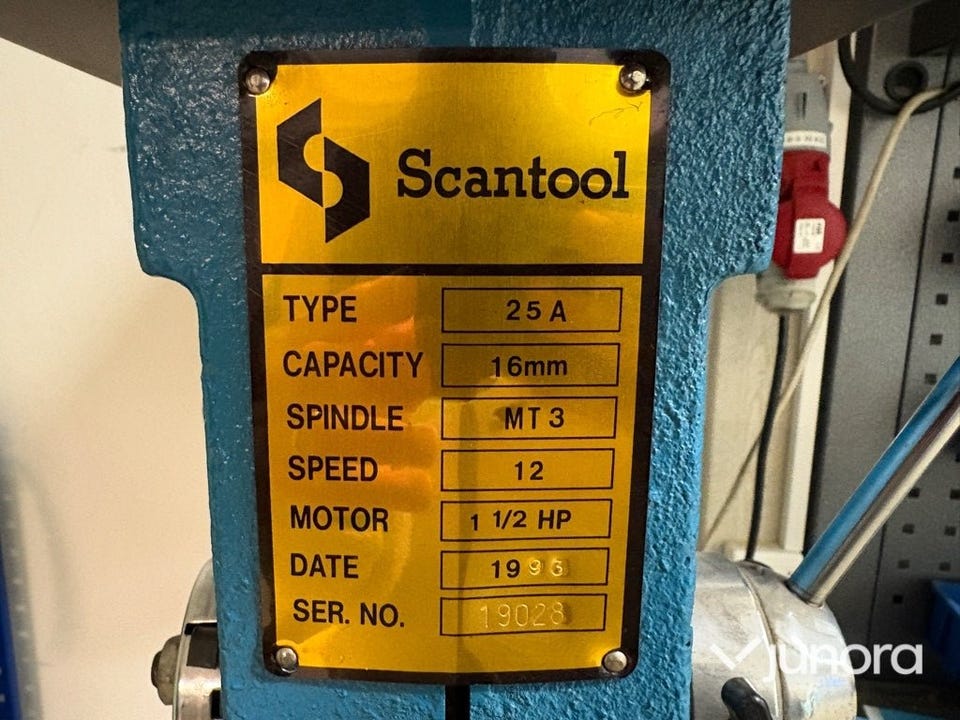 Scantool
TYPE 25 A
CAPACITY 16mm
SPINDLE MT 3
SPEED 12
MOTOR 1 1/2 HP
DATE 1993
SER. NO. 19028
junora